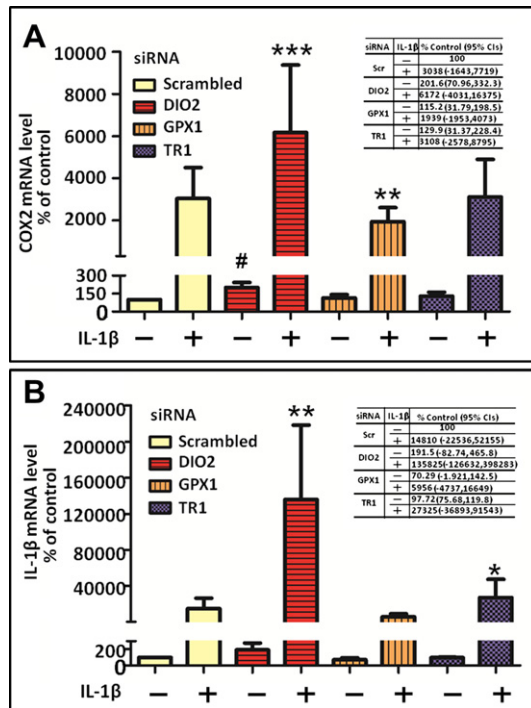 A
COX2 mRNA level
% of control
10000
8000
6000
4000
2000
300
150
0
siRNA
Scrambled
DIO2
GPX1
TR1
#
***
**
siRNA IL-1β % Control (95% CIs)
Scr − 100
+ 3038 (-1643,7719)
DIO2 − 201.6(70.96,332.3)
+ 6172 (-4031,16375)
GPX1 − 115.2 (31.79,198.5)
+ 1939 (-1953,4073)
TR1 − 129.9 (31.37,228.4)
+ 3108 (-2578,8795)
IL-1β − + − + − + − +
B
IL-1β mRNA level
% of control
240000
200000
160000
120000
80000
40000
200
0
siRNA
Scrambled
DIO2
GPX1
TR1
**
*
siRNA IL-1β % Control (95% CIs)
Scr − 100
+ 14810 (-22536,52155)
DIO2 − 191.5(-82.74,465.8)
+ 135825(-126632,398283)
GPX1 − 70.29(-1.921,142.5)
+ 5956 (-4737,16649)
TR1 − 97.72(75.68,119.8)
+ 27325(-36893,91543)
IL-1β − + − + − + − +